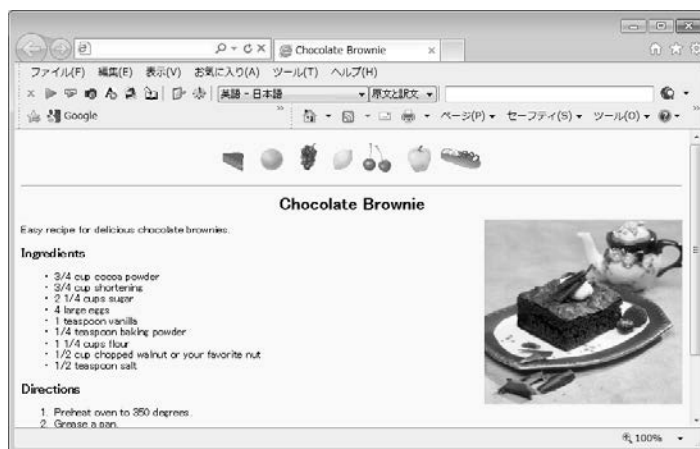 Chocolate Brownie
ファイル(F) 編集(E) 表示(V) お気に入り(A) ツール(T) ヘルプ(H)
英語 - 日本語 原文と訳文
Google ページ(P) セーフティ(S) ツール(O)
Chocolate Brownie
Easy recipe for delicious chocolate brownies.
Ingredients
・ 3/4 cup cocoa powder
・ 3/4 cup shortening
・ 2 1/4 cups sugar
・ 4 large eggs
・ 1 teaspoon vanilla
・ 1/4 teaspoon baking powder
・ 1 1/4 cups flour
・ 1/2 cup chopped walnut or your favorite nut
・ 1/2 teaspoon salt
Directions
1. Preheat oven to 350 degrees.
2. Grease a pan.
100%